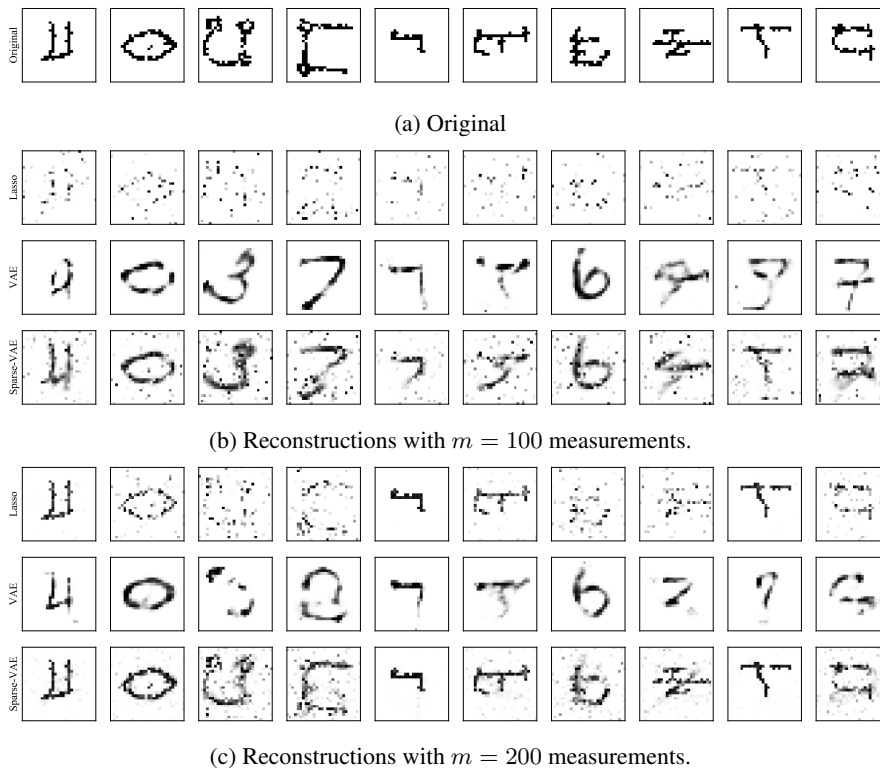 Original
(a) Original
Lasso
VAE
Sparse-VAE
(b) Reconstructions with m = 100 measurements.
Lasso
VAE
Sparse-VAE
(c) Reconstructions with m = 200 measurements.